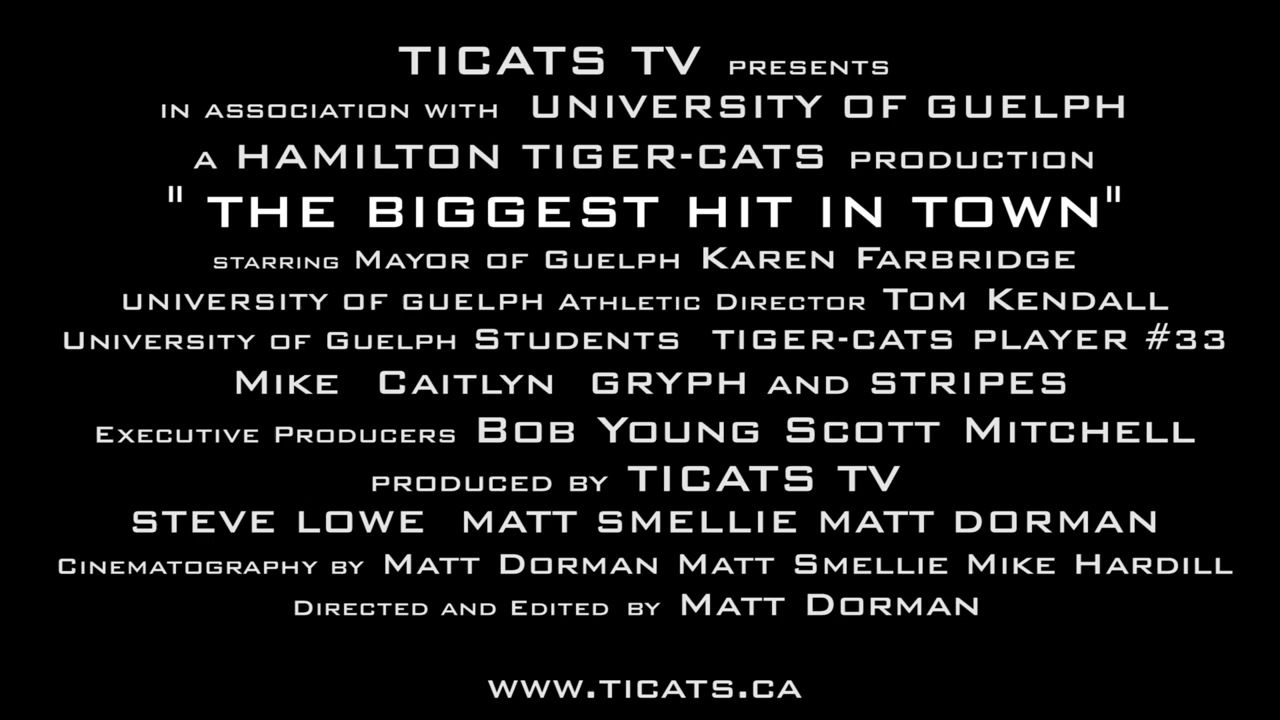 TICATS TV PRESENTS
IN ASSOCIATION WITH UNIVERSITY OF GUELPH
A HAMILTON TIGER-CATS PRODUCTION
" THE BIGGEST HIT IN TOWN"
STARRING MAYOR OF GUELPH KAREN FARBRIDGE
UNIVERSITY OF GUELPH ATHLETIC DIRECTOR TOM KENDALL
UNIVERSITY OF GUELPH STUDENTS TIGER-CATS PLAYER #33
MIKE CAITLYN GRYPH AND STRIPES
EXECUTIVE PRODUCERS BOB YOUNG SCOTT MITCHELL
PRODUCED BY TICATS TV
STEVE LOWE MATT SMELLIE MATT DORMAN
CINEMATOGRAPHY BY MATT DORMAN MATT SMELLIE MIKE HARDILL
DIRECTED AND EDITED BY MATT DORMAN
WWW.TICATS.CA